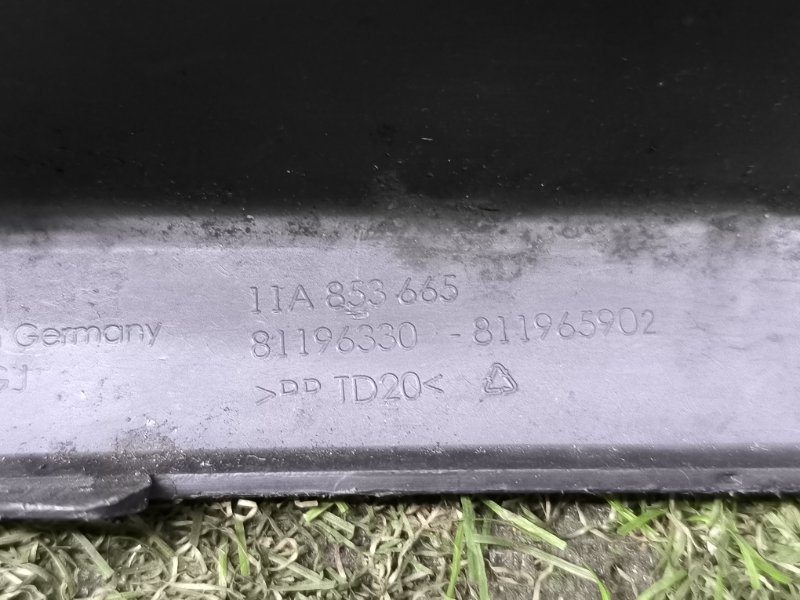 11A 853 665
Germany
81196330 - 811965902
>PP TD20<